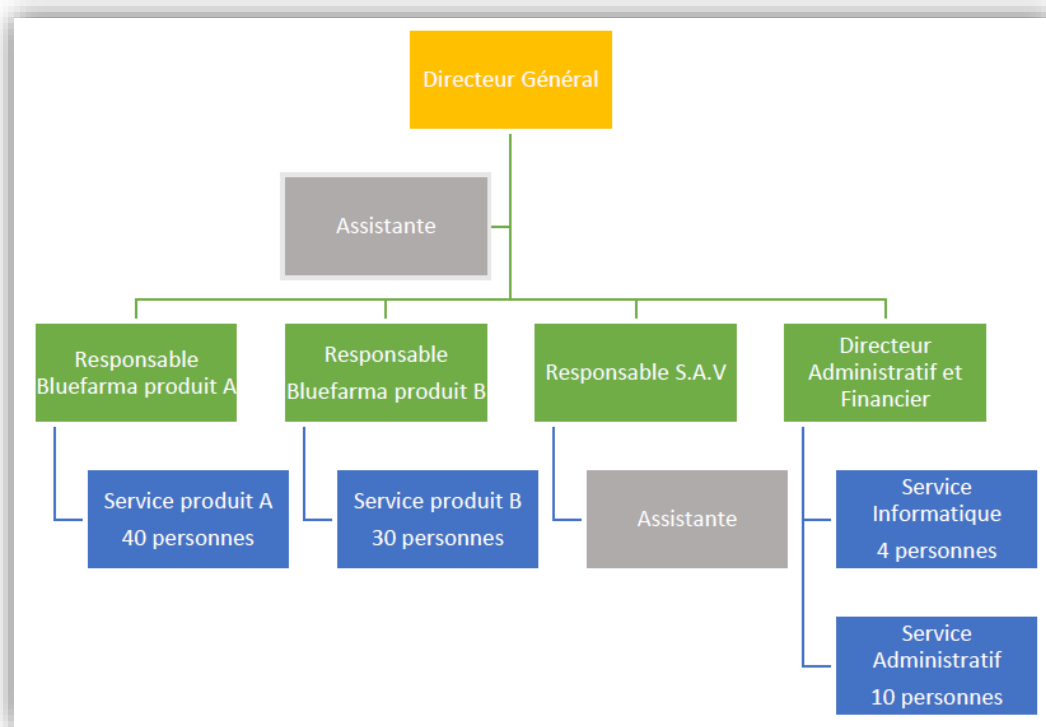 Directeur Général
Assistante
Responsable
Bluefarma produit A
Responsable
Bluefarma produit B
Responsable S.A.V
Directeur
Administratif et
Financier
Service produit A
40 personnes
Service produit B
30 personnes
Assistante
Service
Informatique
4 personnes
Service
Administratif
10 personnes